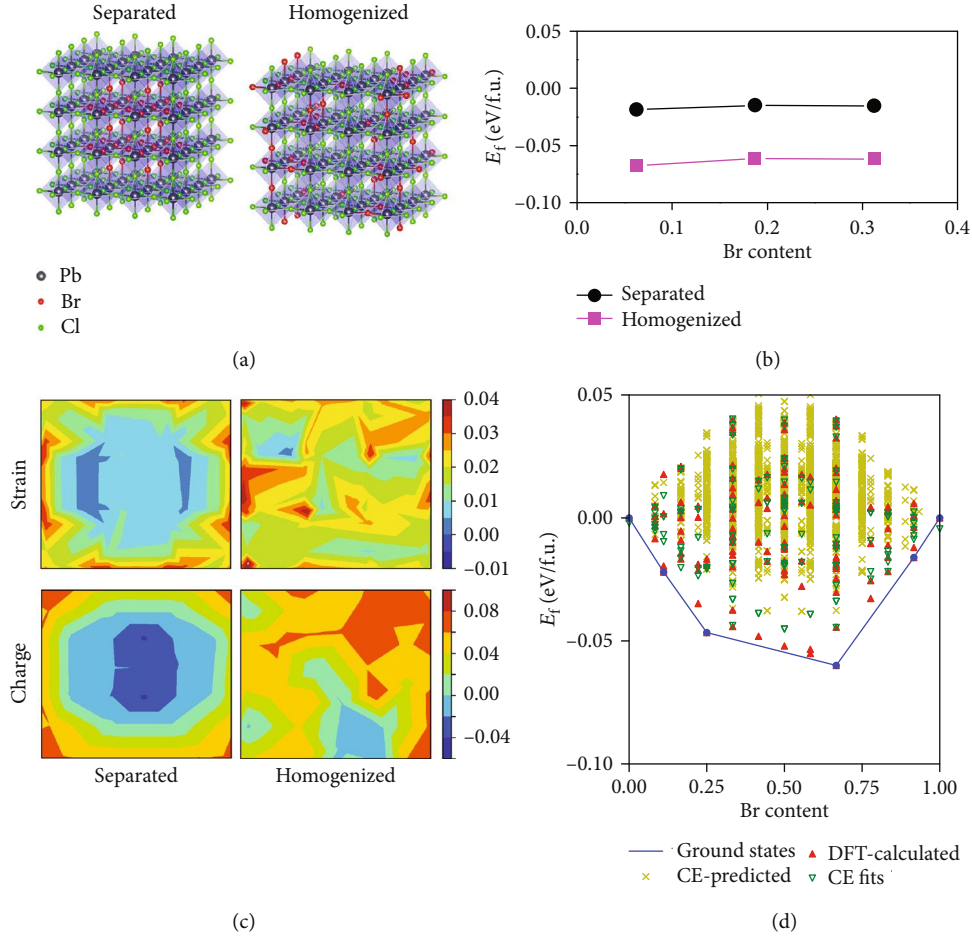 Separated
Homogenized
Pb
Br
Cl
(a)
0.05
0.00
−0.05
−0.10
E_f (eV/f.u.)
0.0
0.1
0.2
0.3
0.4
Br content
Separated
Homogenized
(b)
Strain
0.04
0.03
0.02
0.01
0.00
−0.01
Charge
0.08
0.04
0.00
−0.04
Separated
Homogenized
(c)
0.05
0.00
−0.05
−0.10
E_f (eV/f.u.)
0.00
0.25
0.50
0.75
1.00
Br content
Ground states
DFT-calculated
CE-predicted
CE fits
(d)